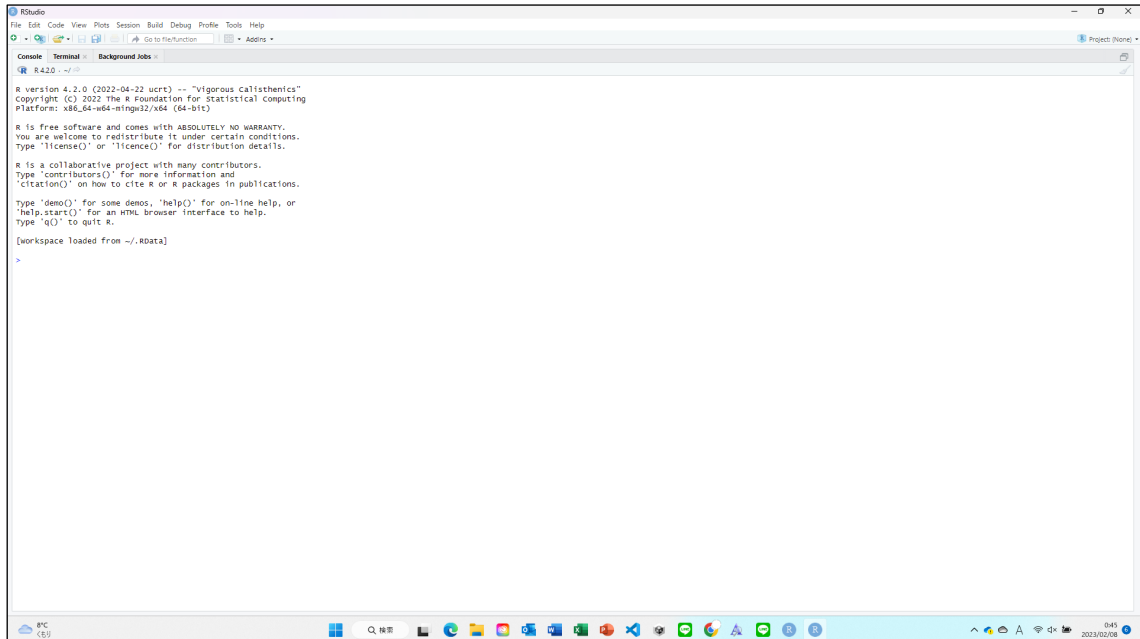 RStudio
File Edit Code View Plots Session Build Debug Profile Tools Help
Go to file/function Addins
Project: (None)
Console Terminal Background Jobs
R 4.2.0 · ~/
R version 4.2.0 (2022-04-22 ucrt) -- "Vigorous Calisthenics"
Copyright (C) 2022 The R Foundation for Statistical Computing
Platform: x86_64-w64-mingw32/x64 (64-bit)
R is free software and comes with ABSOLUTELY NO WARRANTY.
You are welcome to redistribute it under certain conditions.
Type 'license()' or 'licence()' for distribution details.
R is a collaborative project with many contributors.
Type 'contributors()' for more information and
'citation()' on how to cite R or R packages in publications.
Type 'demo()' for some demos, 'help()' for on-line help, or
'help.start()' for an HTML browser interface to help.
Type 'q()' to quit R.
[Workspace loaded from ~/.RData]
>
8°C
くもり
検索
A
0:45
2023/02/08